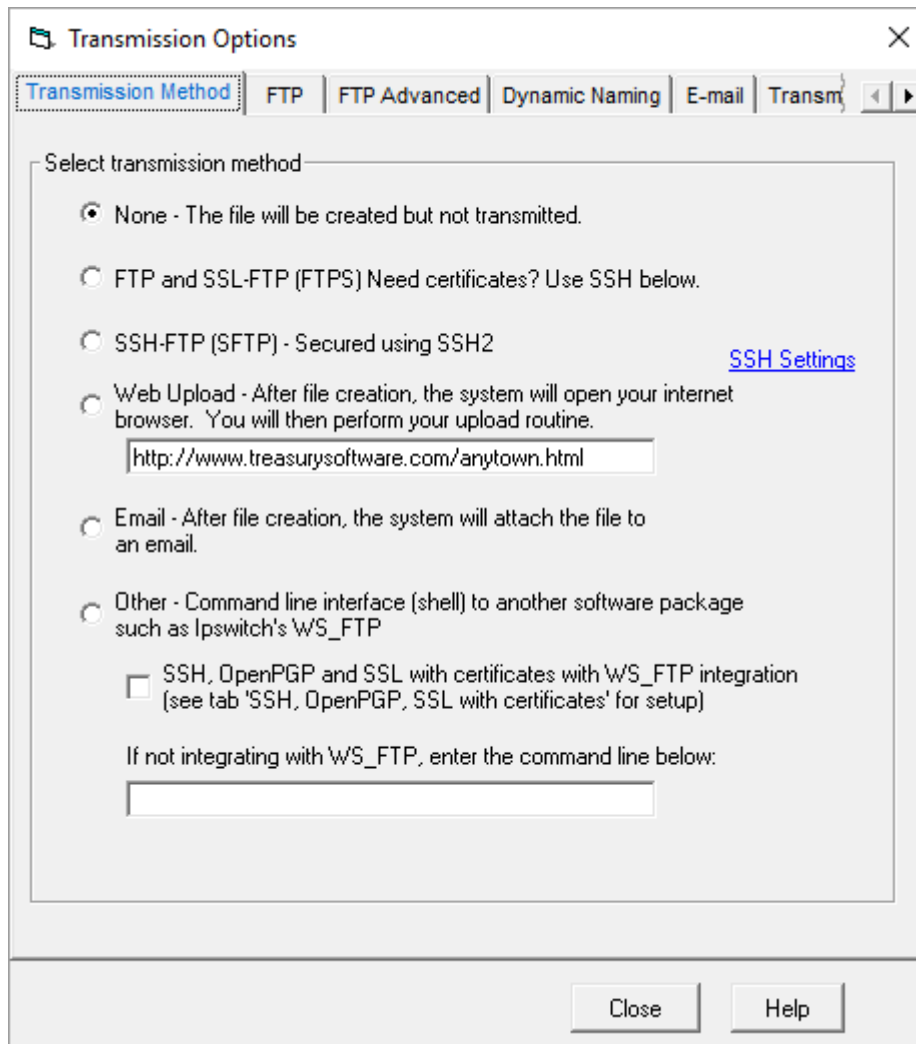 Transmission Options
Transmission Method FTP FTP Advanced Dynamic Naming E-mail Transm
Select transmission method
None - The file will be created but not transmitted.
FTP and SSL-FTP (FTPS) Need certificates? Use SSH below.
SSH-FTP (SFTP) - Secured using SSH2
SSH Settings
Web Upload - After file creation, the system will open your internet
browser. You will then perform your upload routine.
http://www.treasurysoftware.com/anytown.html
Email - After file creation, the system will attach the file to
an email.
Other - Command line interface (shell) to another software package
such as Ipswitch's WS_FTP
SSH, OpenPGP and SSL with certificates with WS_FTP integration
(see tab 'SSH, OpenPGP, SSL with certificates' for setup)
If not integrating with WS_FTP, enter the command line below:
Close Help